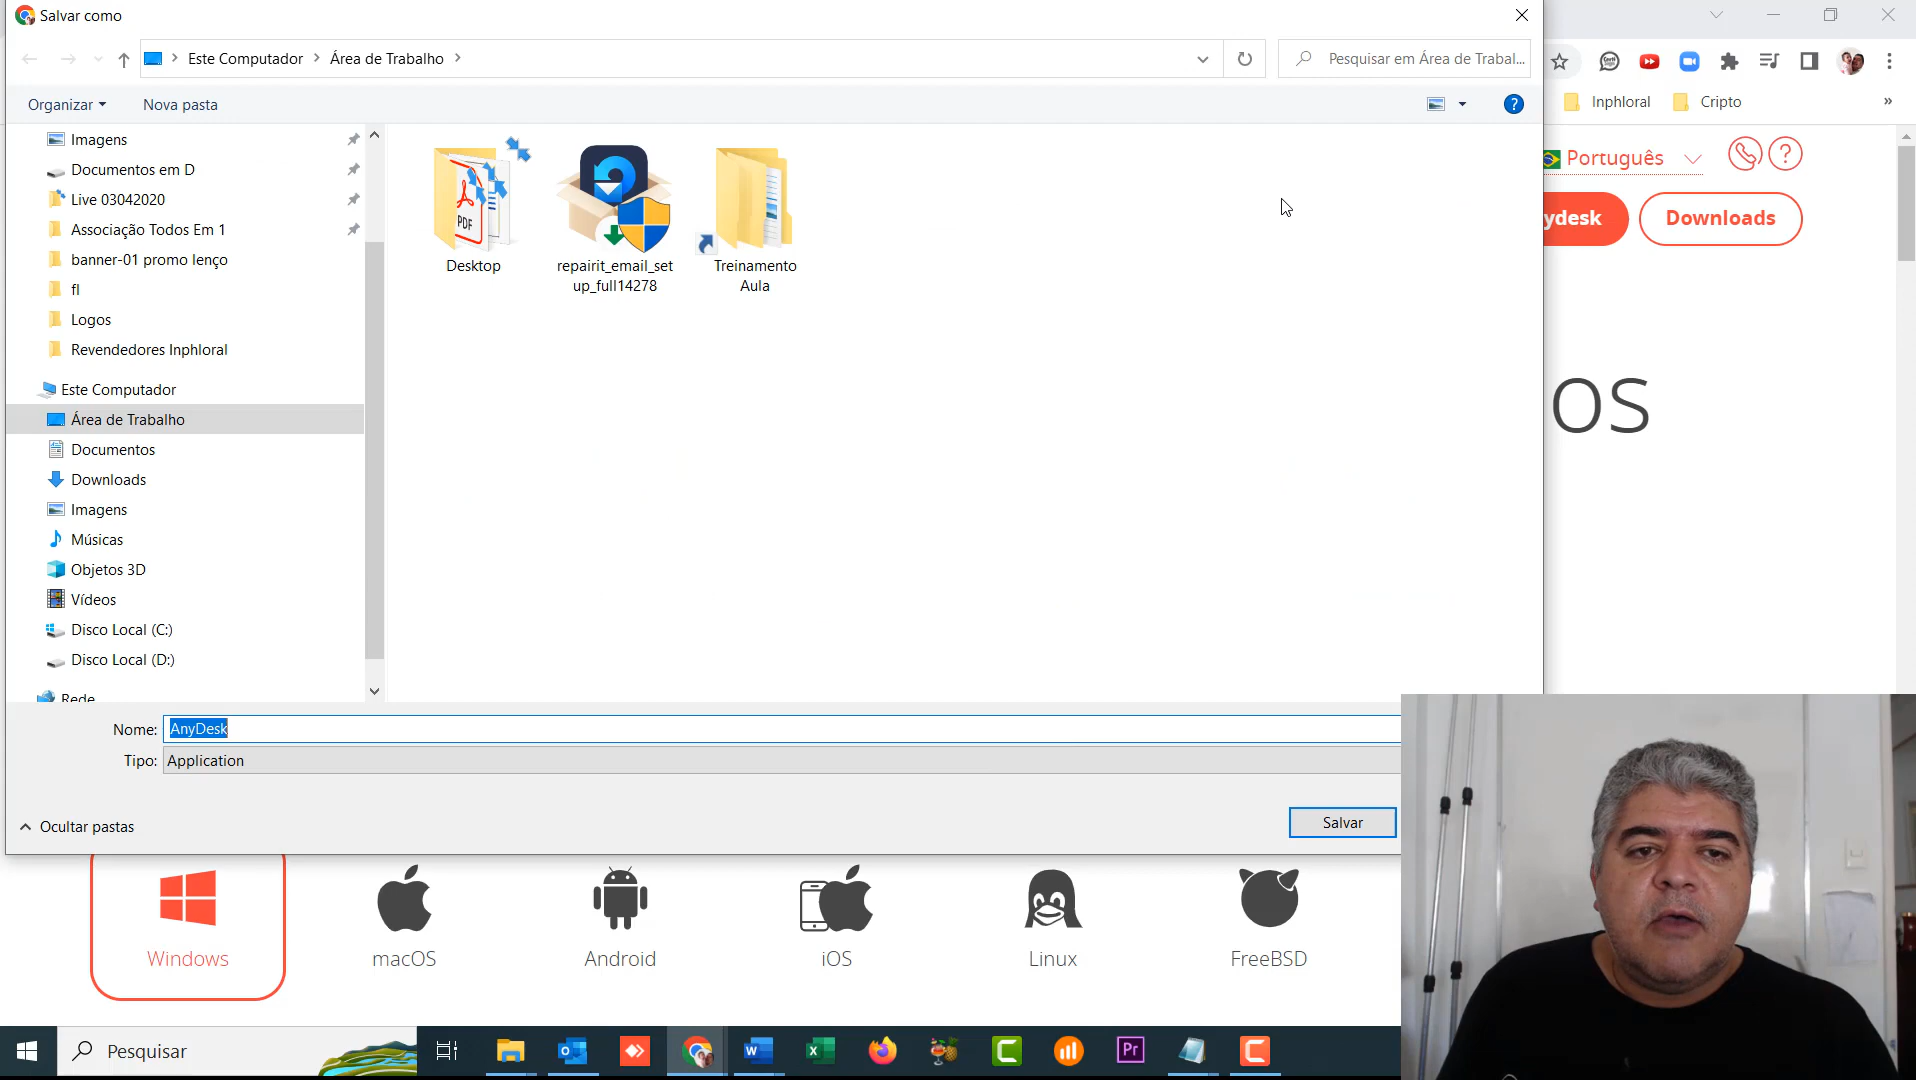 Salvar como
Este Computador
Área de Trabalho
Pesquisar em Área de Trabal...
Organizar
Nova pasta
Inphloral
Cripto
Imagens
Documentos em D
Live 03042020
Associação Todos Em 1
banner-01 promo lenço
fl
Logos
Revendedores Inphloral
Este Computador
Área de Trabalho
Documentos
Downloads
Imagens
Músicas
Objetos 3D
Vídeos
Disco Local (C:)
Disco Local (D:)
Rede
PDF
Desktop
repairit_email_set
up_full14278
Treinamento
Aula
Português
ydesk
Downloads
os
Nome:
AnyDesk
Tipo:
Application
Ocultar pastas
Salvar
Windows
macOS
Android
iOS
Linux
FreeBSD
Pesquisar
Pr